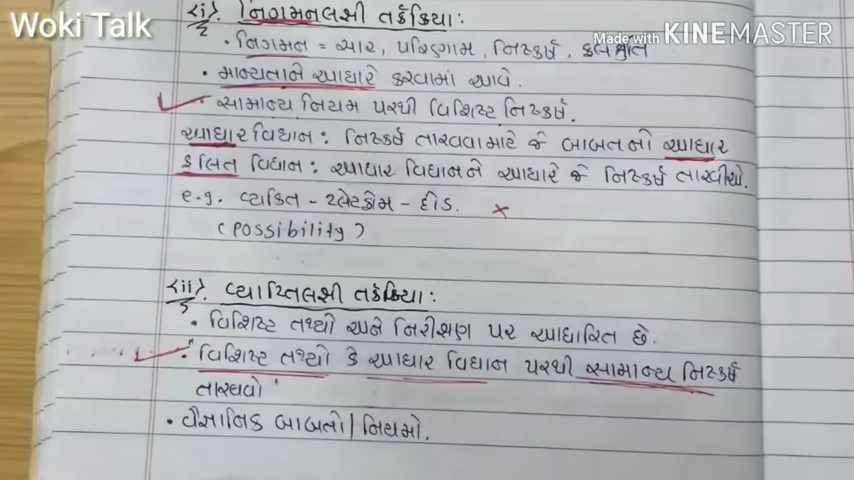 Woki Talk
Made with KINEMASTER
<i>. નિગમનલક્ષી તર્કક્રિયા:
• નિગમન = સાર, પરિણામ, નિષ્કર્ષ, ફલશ્રુતિ
• માન્યતાને આધારે કરવામાં આવે.
• સામાન્ય નિયમ પરથી વિશિષ્ટ નિષ્કર્ષ.
આધાર વિધાન: નિષ્કર્ષ તારવવા માટે જે બાબતનો આધાર
ફલિત વિધાન: આધાર વિધાનને આધારે જે નિષ્કર્ષ તારવીએ.
e.g. વ્યક્તિ - પ્લેટફોર્મ - દોડ. ×
(possibility)
<ii>. વ્યાપ્તિલક્ષી તર્કક્રિયા:
• વિશિષ્ટ તથ્યો અને નિરીક્ષણ પર આધારિત છે.
• વિશિષ્ટ તથ્યો કે આધાર વિધાન પરથી સામાન્ય નિષ્કર્ષ
તારવવો
• વૈજ્ઞાનિક બાબતો/નિયમો.